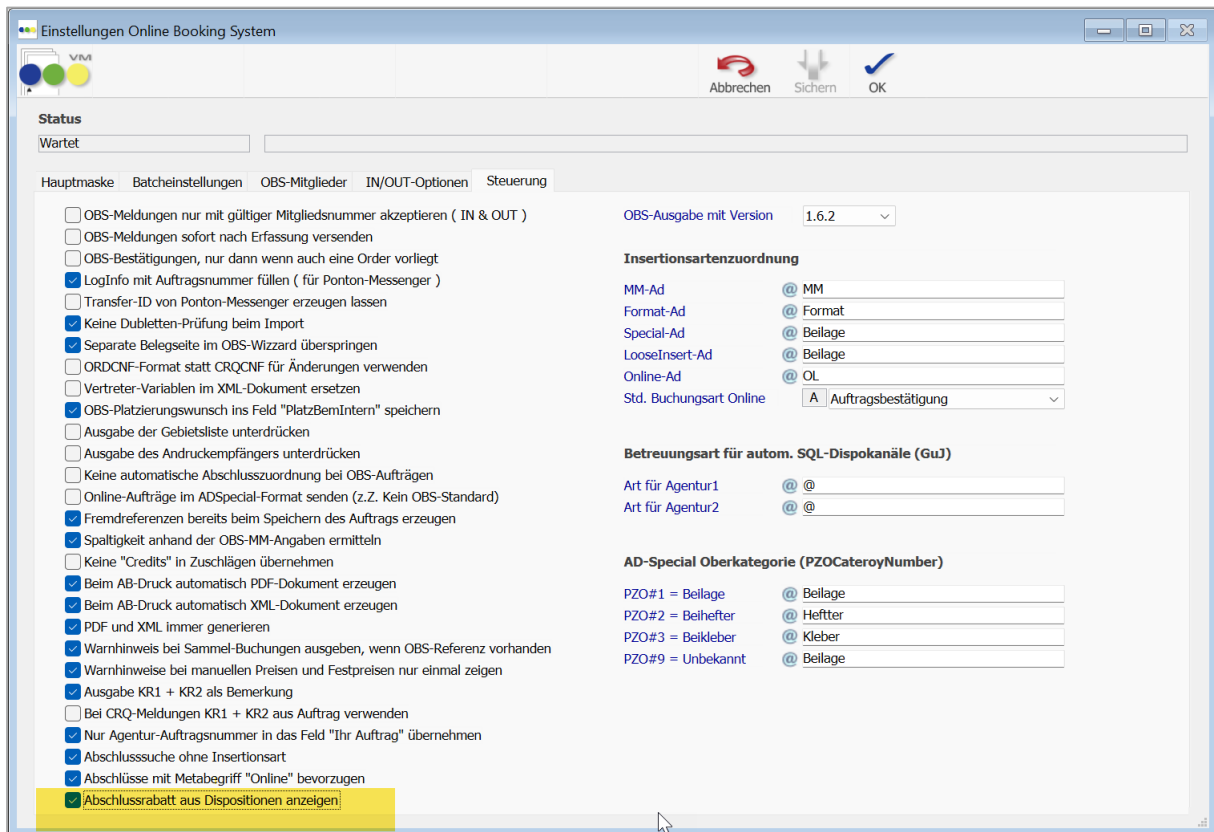 Einstellungen Online Booking System
VM
Abbrechen Sichern OK
Status
Wartet
Hauptmaske Batcheinstellungen OBS-Mitglieder IN/OUT-Optionen Steuerung
OBS-Meldungen nur mit gültiger Mitgliedsnummer akzeptieren ( IN & OUT )
OBS-Meldungen sofort nach Erfassung versenden
OBS-Bestätigungen, nur dann wenn auch eine Order vorliegt
LogInfo mit Auftragsnummer füllen ( für Ponton-Messenger )
Transfer-ID von Ponton-Messenger erzeugen lassen
Keine Dubletten-Prüfung beim Import
Separate Belegseite im OBS-Wizzard überspringen
ORDCNF-Format statt CRQCNF für Änderungen verwenden
Vertreter-Variablen im XML-Dokument ersetzen
OBS-Platzierungswunsch ins Feld "PlatzBemIntern" speichern
Ausgabe der Gebietsliste unterdrücken
Ausgabe des Andruckempfängers unterdrücken
Keine automatische Abschlusszuordnung bei OBS-Aufträgen
Online-Aufträge im ADSpecial-Format senden (z.Z. Kein OBS-Standard)
Fremdreferenzen bereits beim Speichern des Auftrags erzeugen
Spaltigkeit anhand der OBS-MM-Angaben ermitteln
Keine "Credits" in Zuschlägen übernehmen
Beim AB-Druck automatisch PDF-Dokument erzeugen
Beim AB-Druck automatisch XML-Dokument erzeugen
PDF und XML immer generieren
Warnhinweis bei Sammel-Buchungen ausgeben, wenn OBS-Referenz vorhanden
Warnhinweise bei manuellen Preisen und Festpreisen nur einmal zeigen
Ausgabe KR1 + KR2 als Bemerkung
Bei CRQ-Meldungen KR1 + KR2 aus Auftrag verwenden
Nur Agentur-Auftragsnummer in das Feld "Ihr Auftrag" übernehmen
Abschlusssuche ohne Insertionsart
Abschlüsse mit Metabegriff "Online" bevorzugen
Abschlussrabatt aus Dispositionen anzeigen
OBS-Ausgabe mit Version 1.6.2
Insertionsartenzuordnung
MM-Ad @ MM
Format-Ad @ Format
Special-Ad @ Beilage
LooseInsert-Ad @ Beilage
Online-Ad @ OL
Std. Buchungsart Online A Auftragsbestätigung
Betreuungsart für autom. SQL-Dispokanäle (GuJ)
Art für Agentur1 @ @
Art für Agentur2 @ @
AD-Special Oberkategorie (PZOCateroyNumber)
PZO#1 = Beilage @ Beilage
PZO#2 = Beihefter @ Heftter
PZO#3 = Beikleber @ Kleber
PZO#9 = Unbekannt @ Beilage